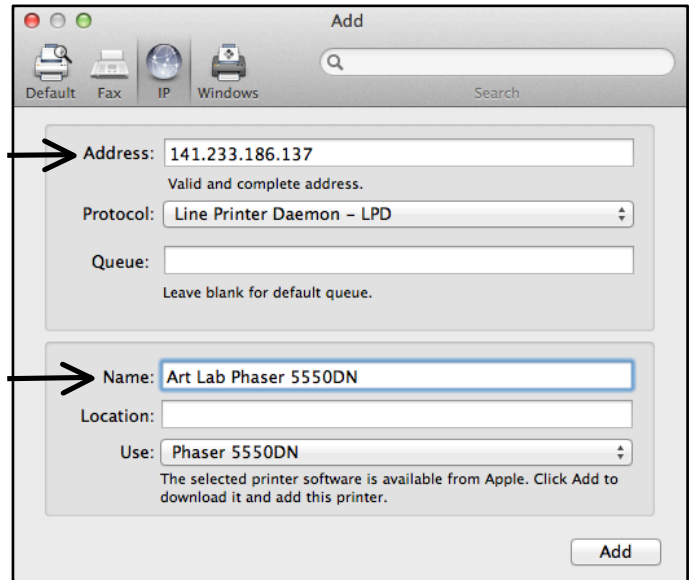 Add
Default Fax IP Windows Search
Address: 141.233.186.137
Valid and complete address.
Protocol: Line Printer Daemon – LPD
Queue:
Leave blank for default queue.
Name: Art Lab Phaser 5550DN
Location:
Use: Phaser 5550DN
The selected printer software is available from Apple. Click Add to
download it and add this printer.
Add